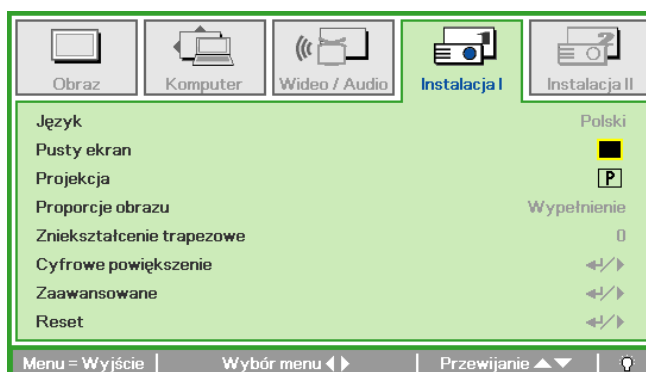 Obraz
Komputer
Wideo / Audio
Instalacja I
Instalacja II
Język Polski
Pusty ekran
Projekcja P
Proporcje obrazu Wypełnienie
Zniekształcenie trapezowe 0
Cyfrowe powiększenie
Zaawansowane
Reset
Menu = Wyjście Wybór menu Przewijanie